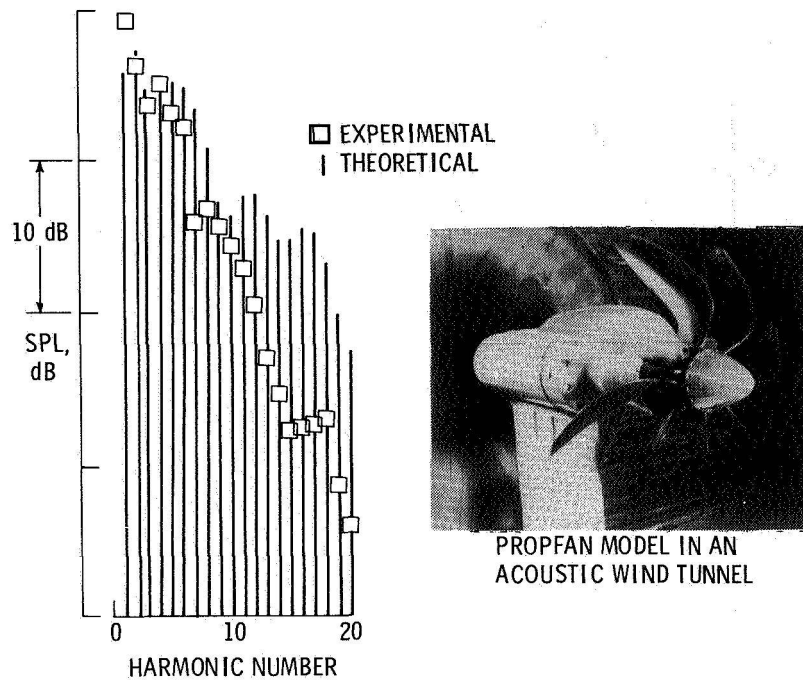 EXPERIMENTAL
THEORETICAL
10 dB
SPL,
dB
0
10
20
HARMONIC NUMBER
PROPFAN MODEL IN AN
ACOUSTIC WIND TUNNEL